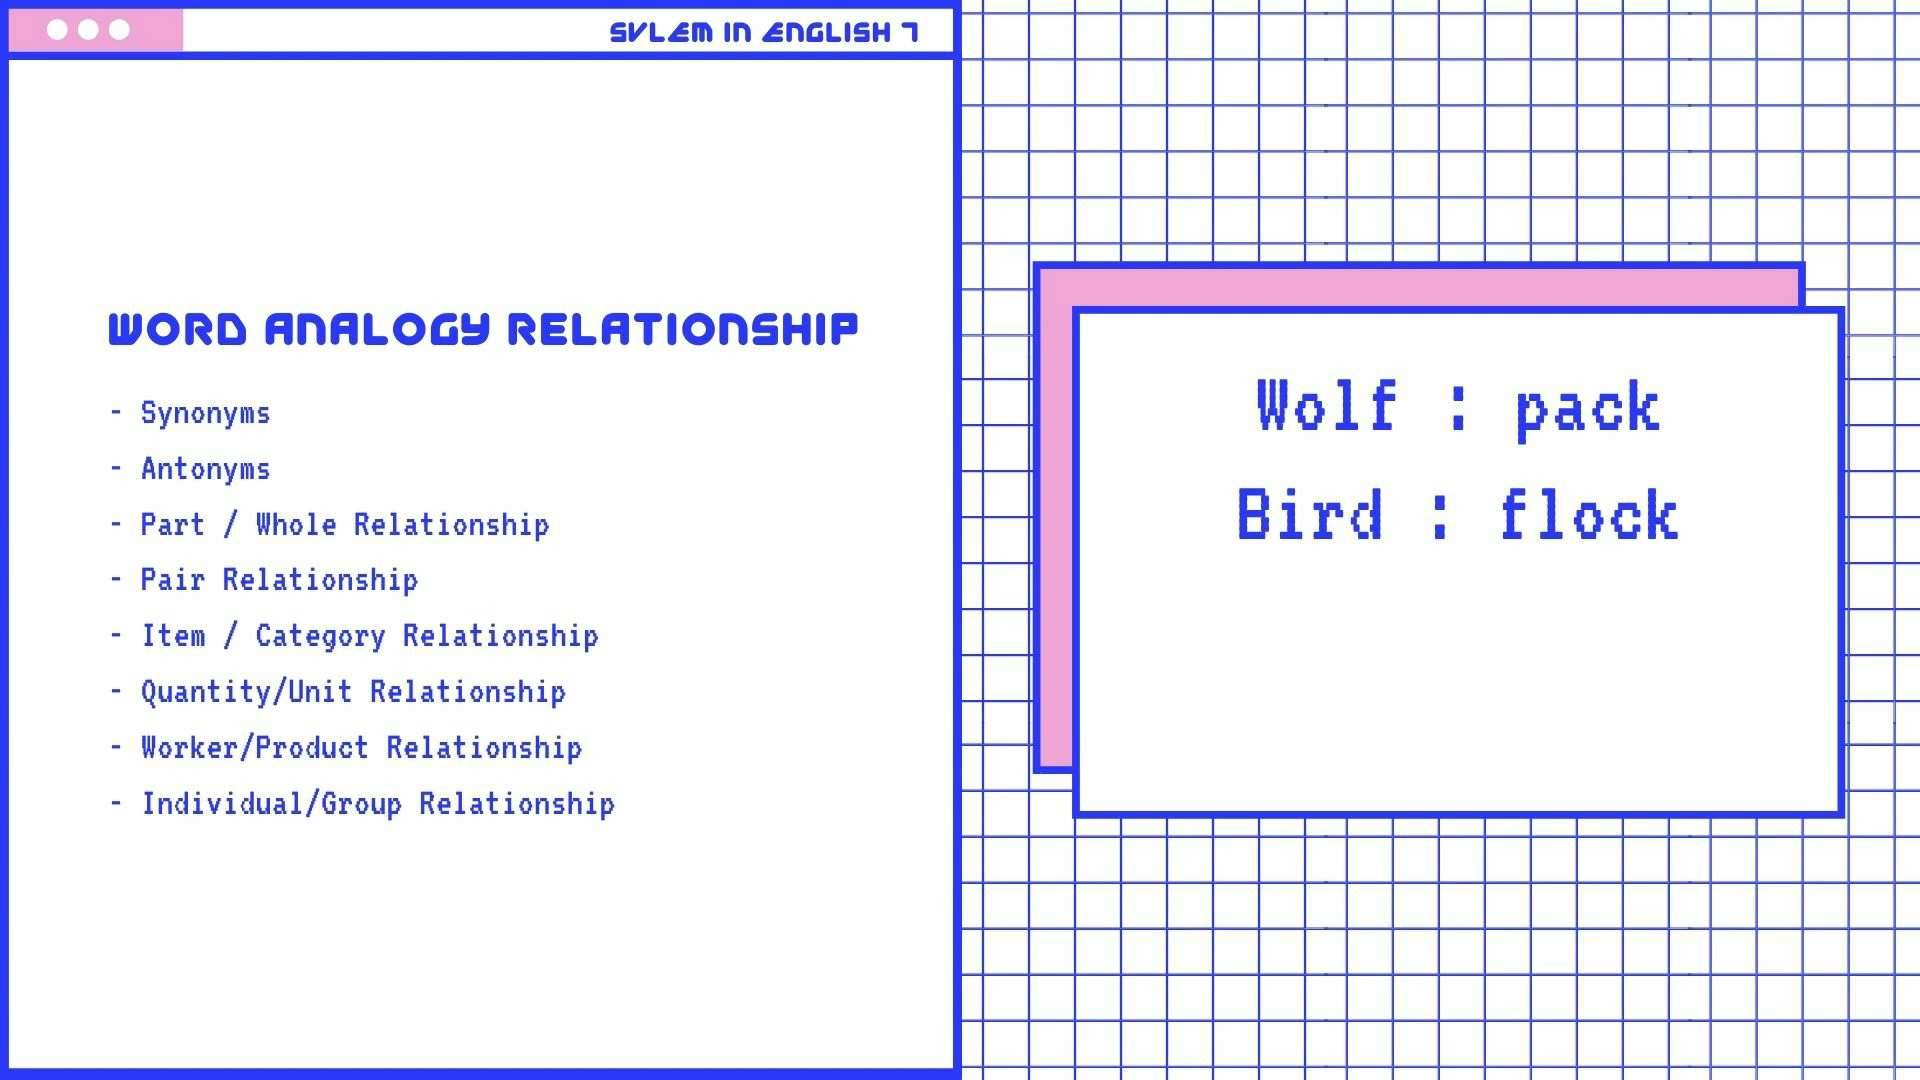 SVLEM IN ENGLISH 7
WORD ANALOGY RELATIONSHIP
- Synonyms
- Antonyms
- Part / Whole Relationship
- Pair Relationship
- Item / Category Relationship
- Quantity/Unit Relationship
- Worker/Product Relationship
- Individual/Group Relationship
Wolf : pack
Bird : flock